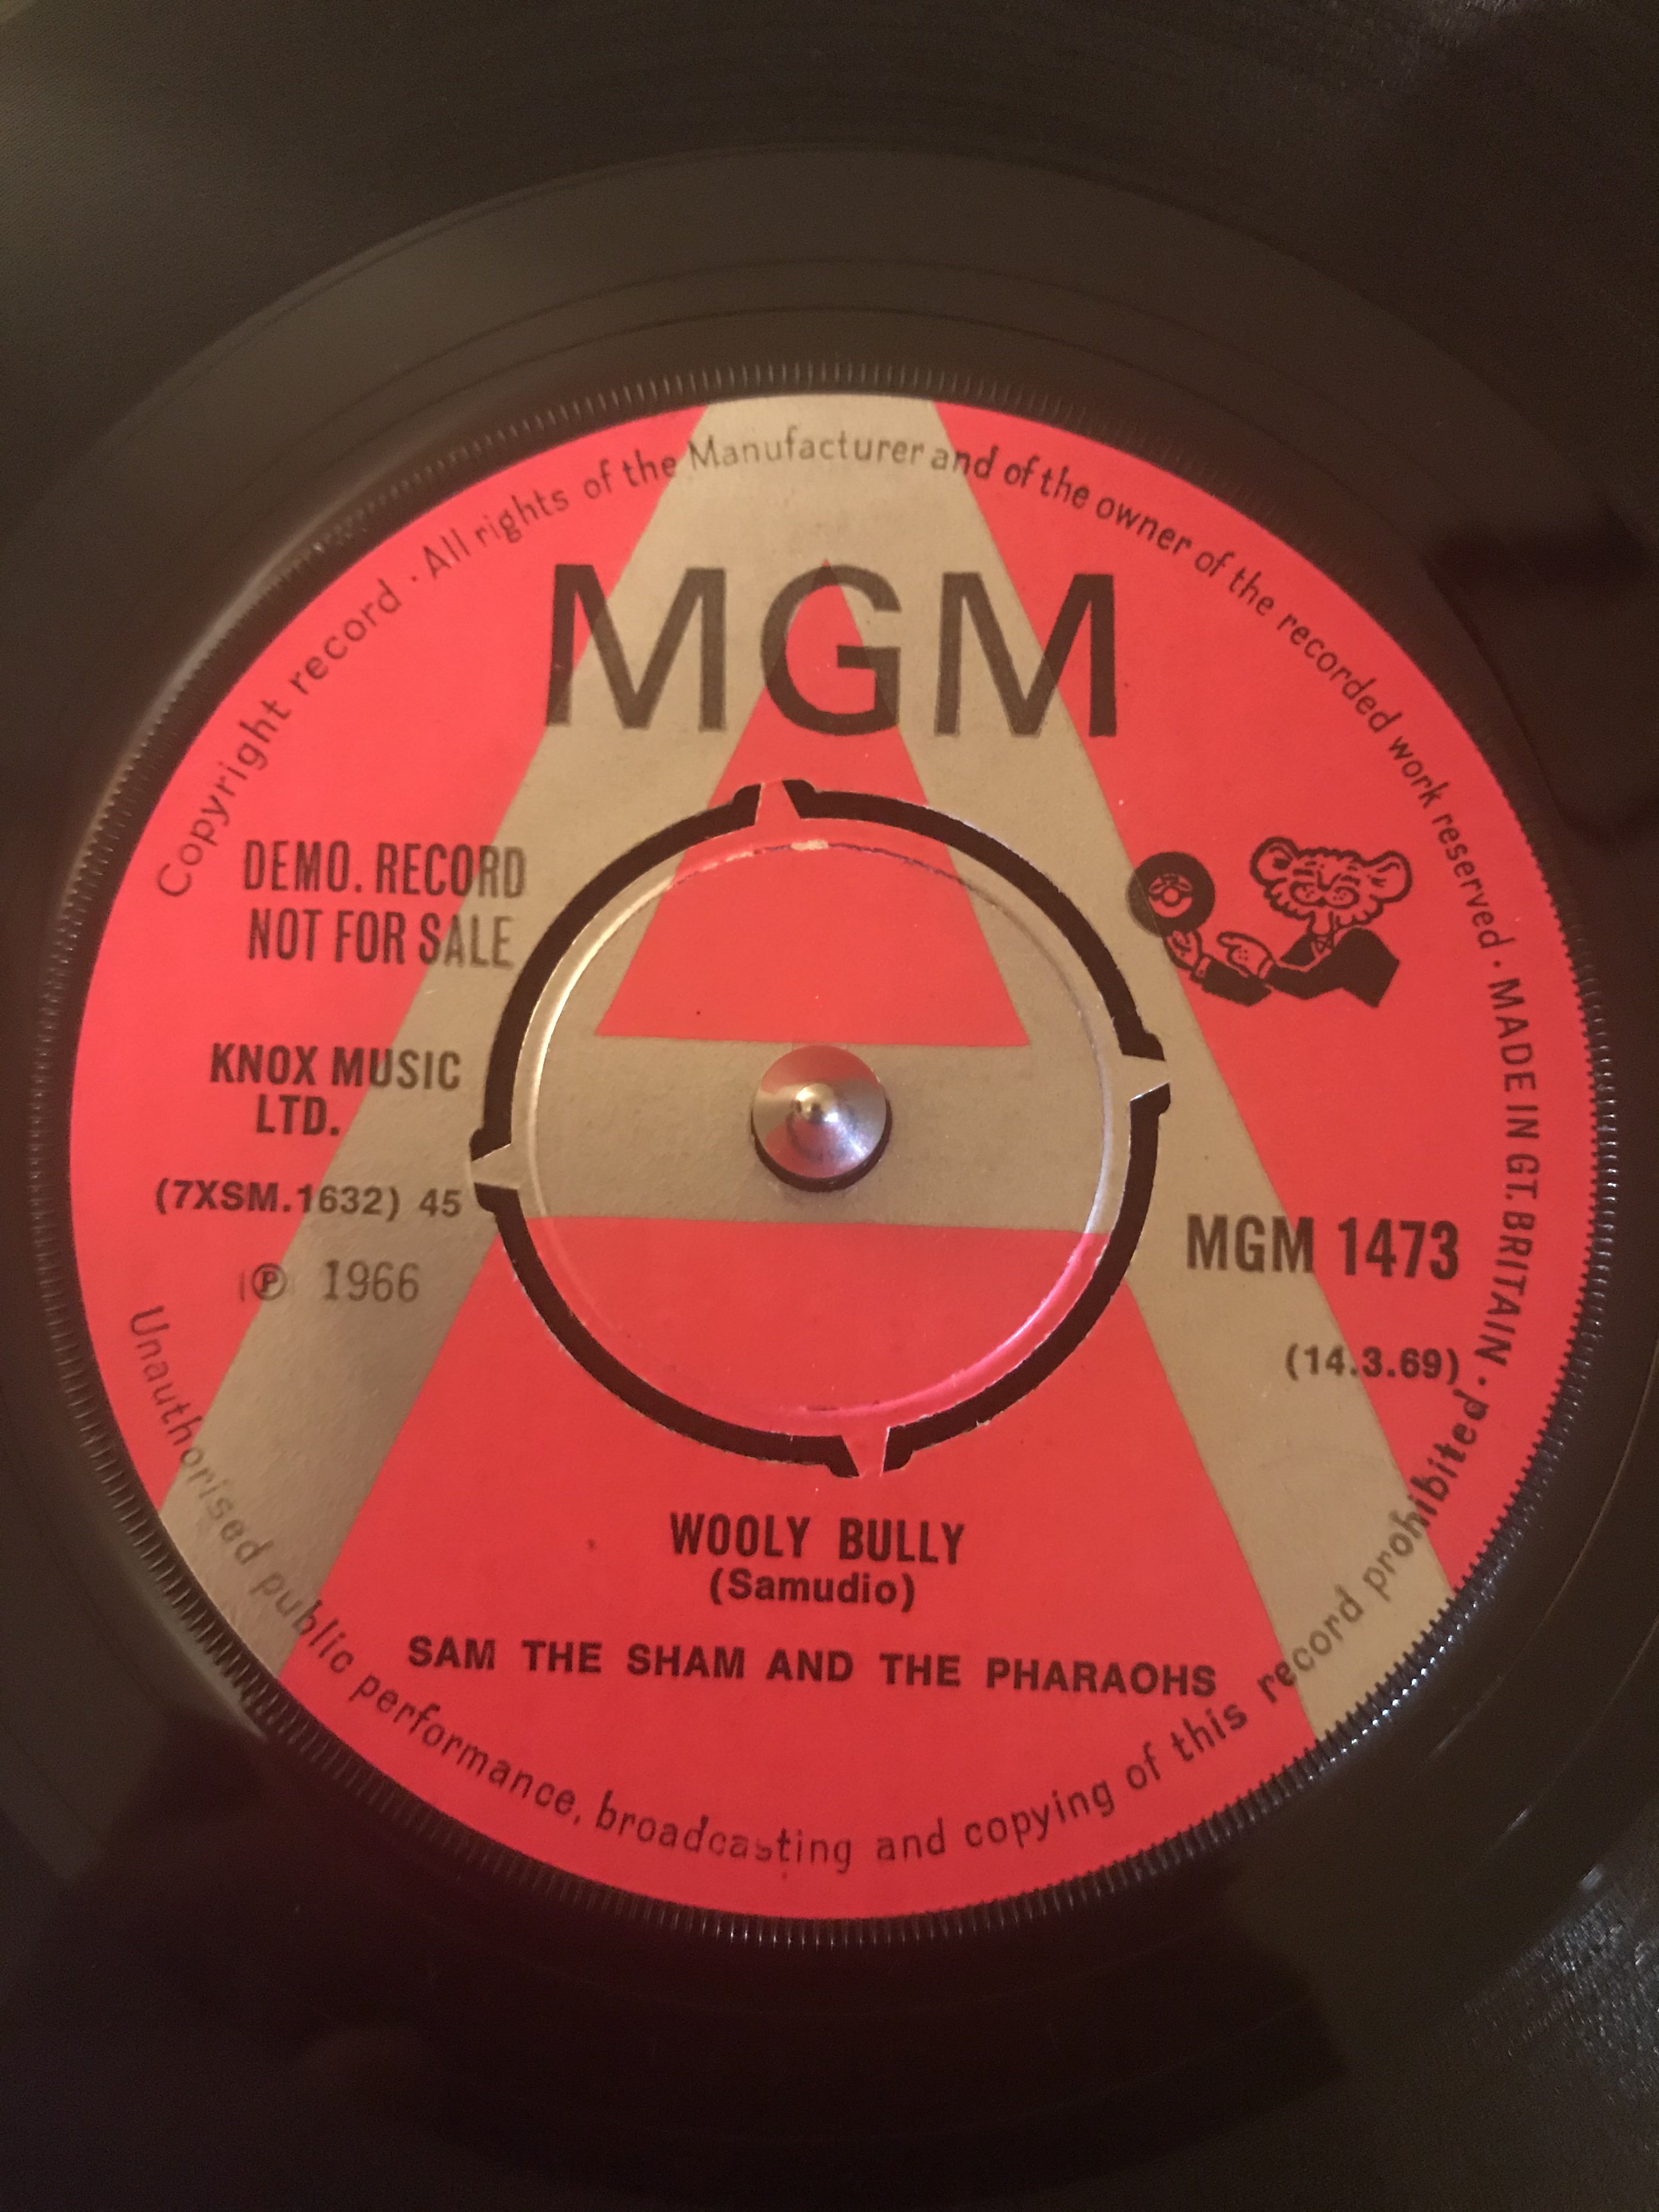 Copyright record · All rights of the Manufacturer and of the owner of the recorded work reserved · MADE IN GT. BRITAIN ·
MGM
DEMO. RECORD
NOT FOR SALE
KNOX MUSIC
LTD.
(7XSM.1632) 45
℗ 1966
MGM 1473
(14.3.69)
WOOLY BULLY
(Samudio)
SAM THE SHAM AND THE PHARAOHS
Unauthorised public performance, broadcasting and copying of this record prohibited
A